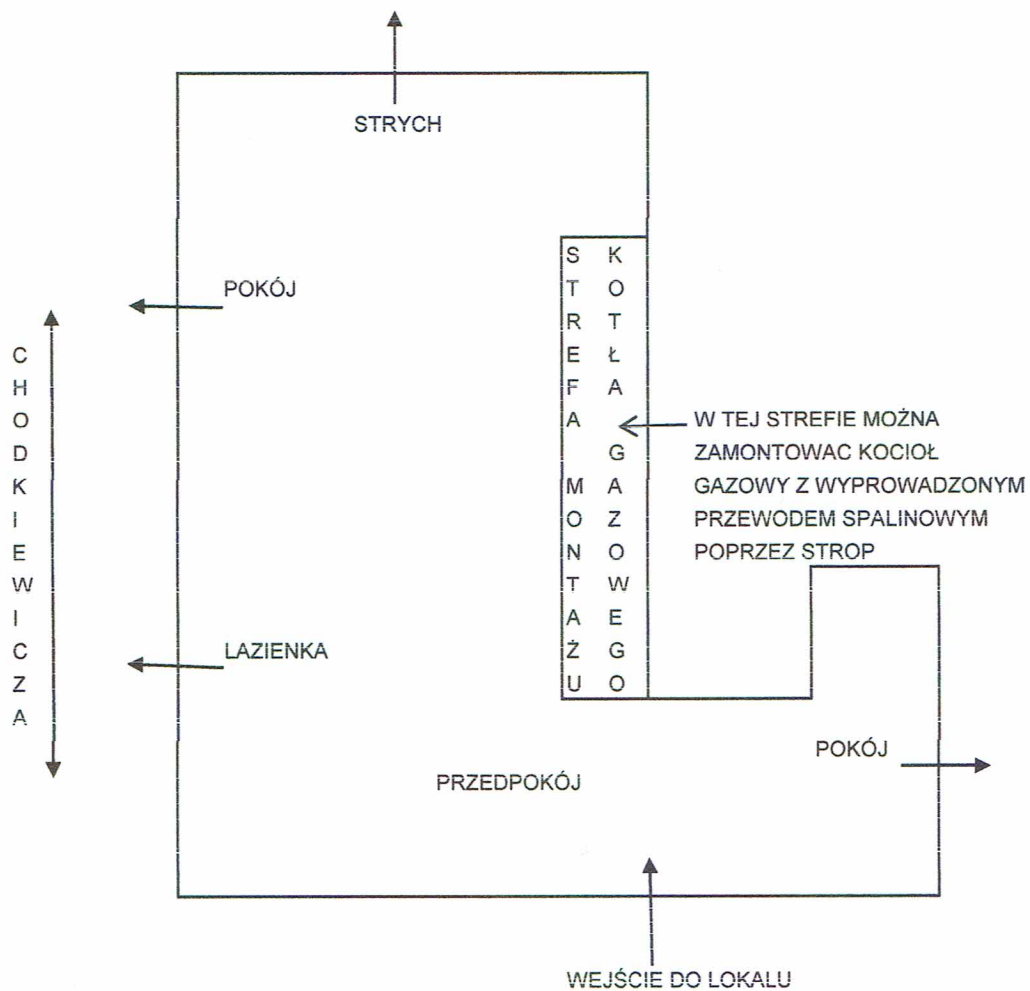 STRYCH
POKÓJ
CHODKIEWICZA
STREFA MONTAŻU
KOTŁA GAZOWEGO
W TEJ STREFIE MOŻNA
ZAMONTOWAC KOCIOŁ
GAZOWY Z WYPROWADZONYM
PRZEWODEM SPALINOWYM
POPRZEZ STROP
LAZIENKA
POKÓJ
PRZEDPOKÓJ
WEJŚCIE DO LOKALU